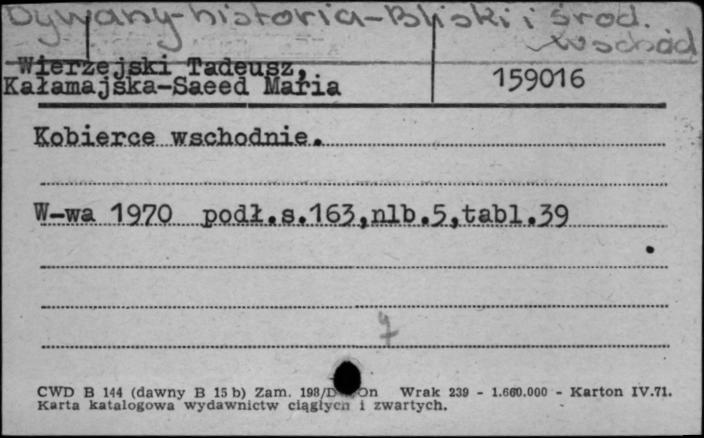 Dywany-historia-Bliski i środ.
wschód
Wierzejski Tadeusz,
Kałamajska-Saeed Maria
159016
Kobierce wschodnie.
W-wa 1970 podł.s.163,nlb.5,tabl.39
7
CWD B 144 (dawny B 15 b) Zam. 198/D On Wrak 239 - 1.660.000 - Karton IV.71.
Karta katalogowa wydawnictw ciągłych i zwartych.